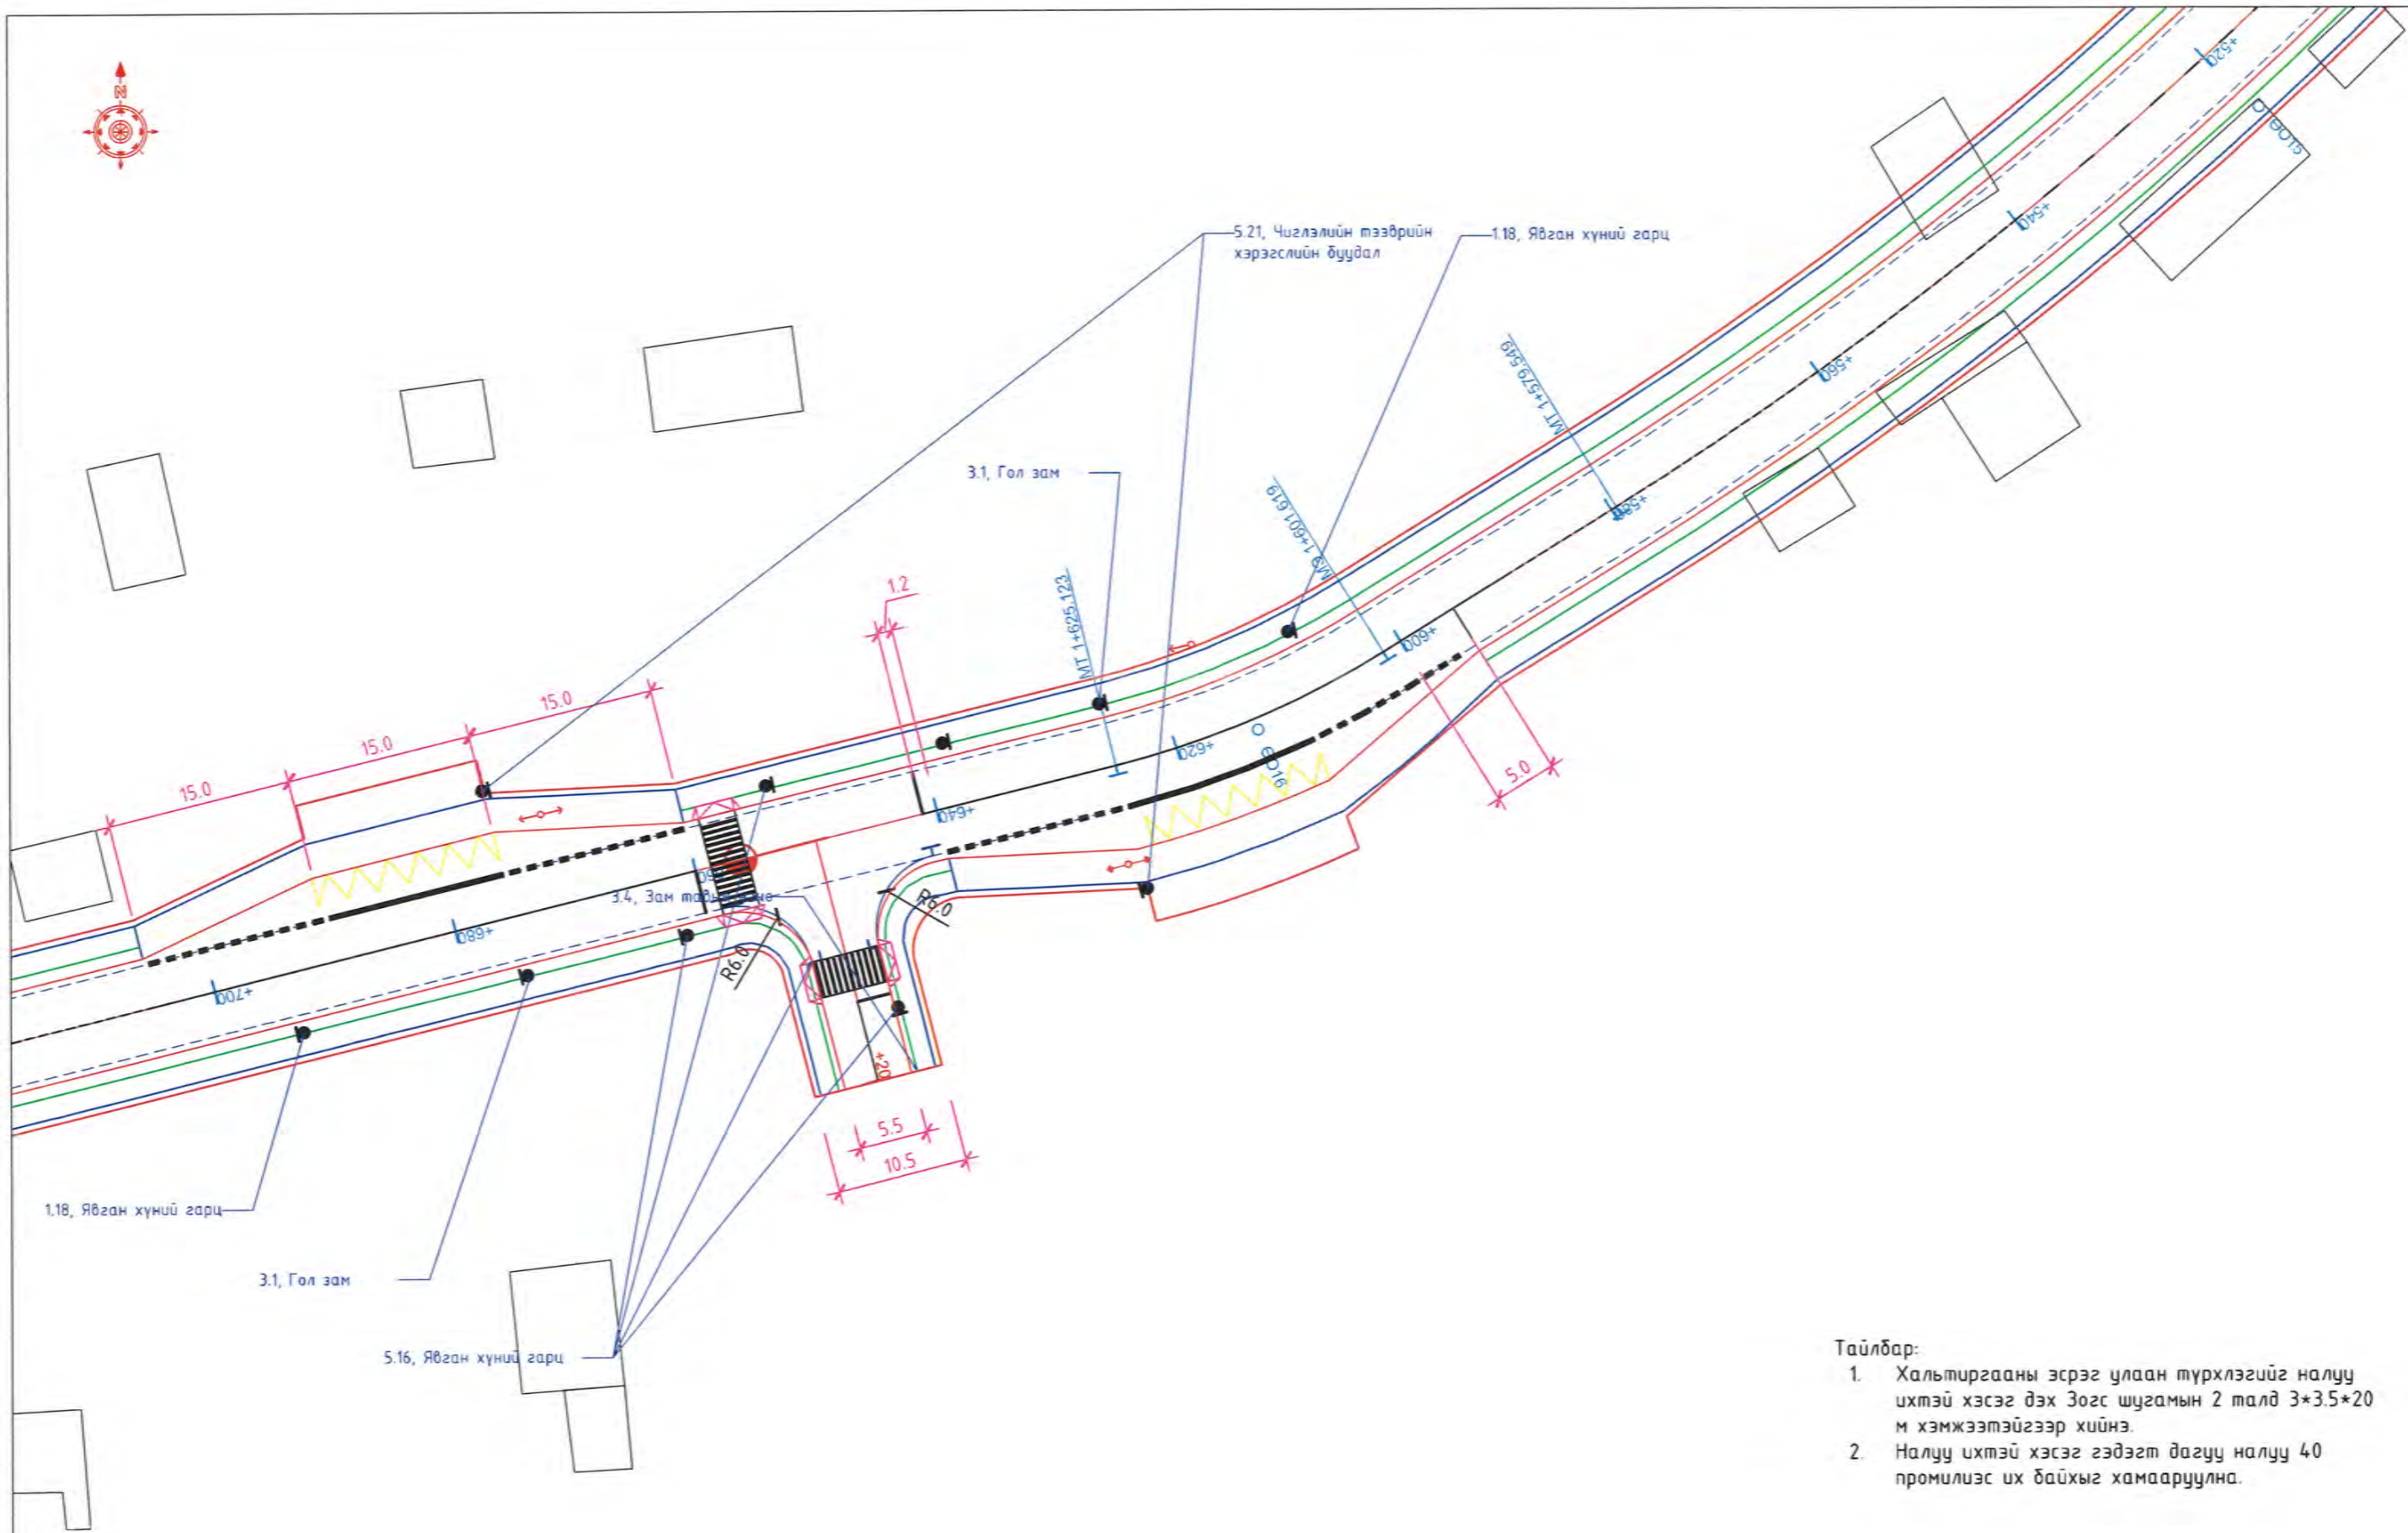 N
+520
+540
+560
+580
5.21, Чиглэлийн тээврийн
хэрэгслийн буудал
1.18, Явган хүний гарц
МТ 1+579.549
3.1, Гол зам
МЭ 1+601.619
+600
1.2
МТ 1+625.123
+620
15.0
15.0
15.0
5.0
+640
R6.0
R6.0
+680
+700
+20
5.5
10.5
1.18, Явган хүний гарц
3.1, Гол зам
5.16, Явган хүний гарц
3.4, Зам
Тайлбар:
1. Хальтиргааны эсрэг улаан түрхлэгийг налуу
ихтэй хэсэг дэх Зогс шугамын 2 талд 3*3.5*20
м хэмжээтэйгээр хийнэ.
2. Налуу ихтэй хэсэг гэдэгт дагуу налуу 40
промилиэс их байхыг хамааруулна.